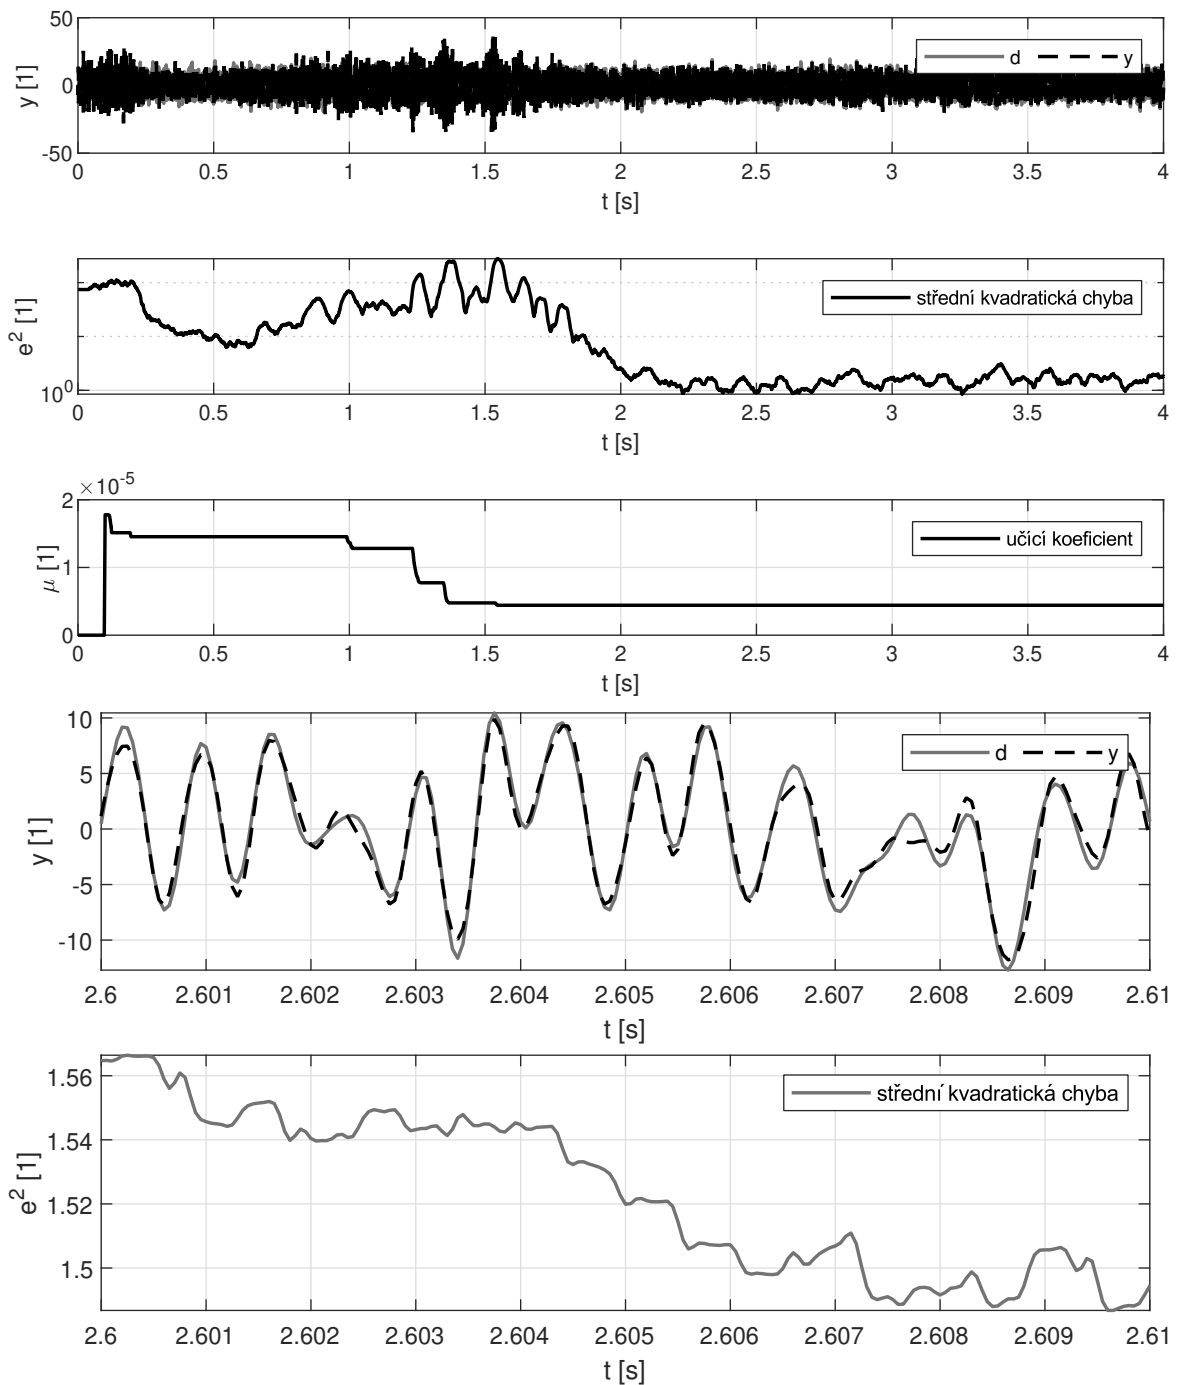 50
0
-50
y [1]
d y
0 0.5 1 1.5 2 2.5 3 3.5 4
t [s]
e² [1]
10⁰
střední kvadratická chyba
0 0.5 1 1.5 2 2.5 3 3.5 4
t [s]
×10⁻⁵
2
1
0
μ [1]
učící koeficient
0 0.5 1 1.5 2 2.5 3 3.5 4
t [s]
10
5
0
-5
-10
y [1]
d y
2.6 2.601 2.602 2.603 2.604 2.605 2.606 2.607 2.608 2.609 2.61
t [s]
1.56
1.54
1.52
1.5
e² [1]
střední kvadratická chyba
2.6 2.601 2.602 2.603 2.604 2.605 2.606 2.607 2.608 2.609 2.61
t [s]